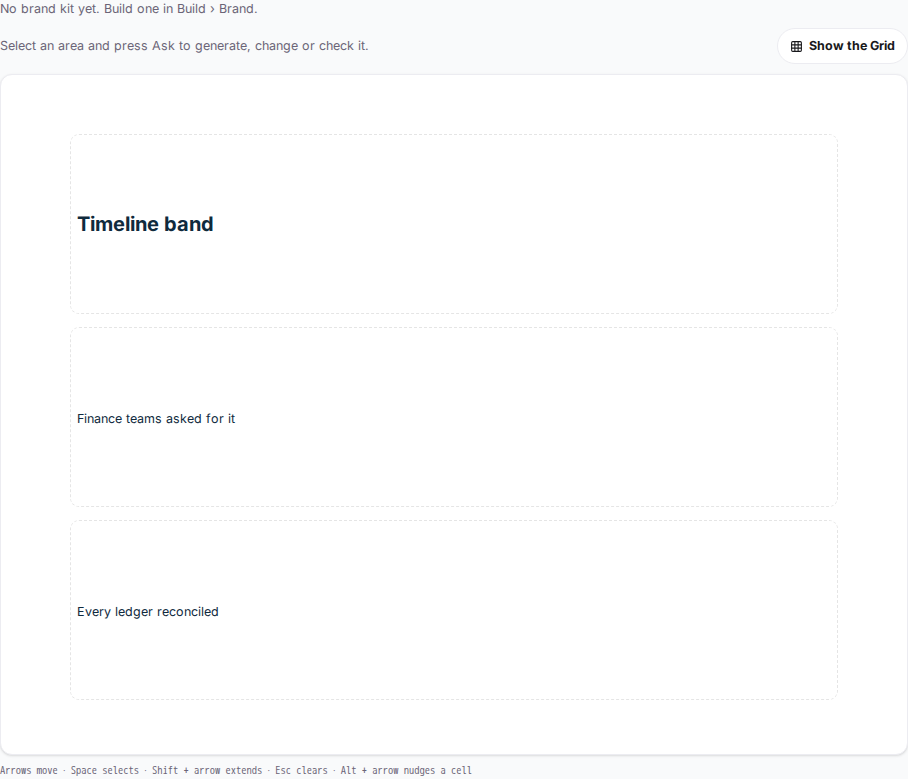 No brand kit yet. Build one in Build › Brand.
Select an area and press Ask to generate, change or check it.
Show the Grid
Timeline band
Finance teams asked for it
Every ledger reconciled
Arrows move · Space selects · Shift + arrow extends · Esc clears · Alt + arrow nudges a cell